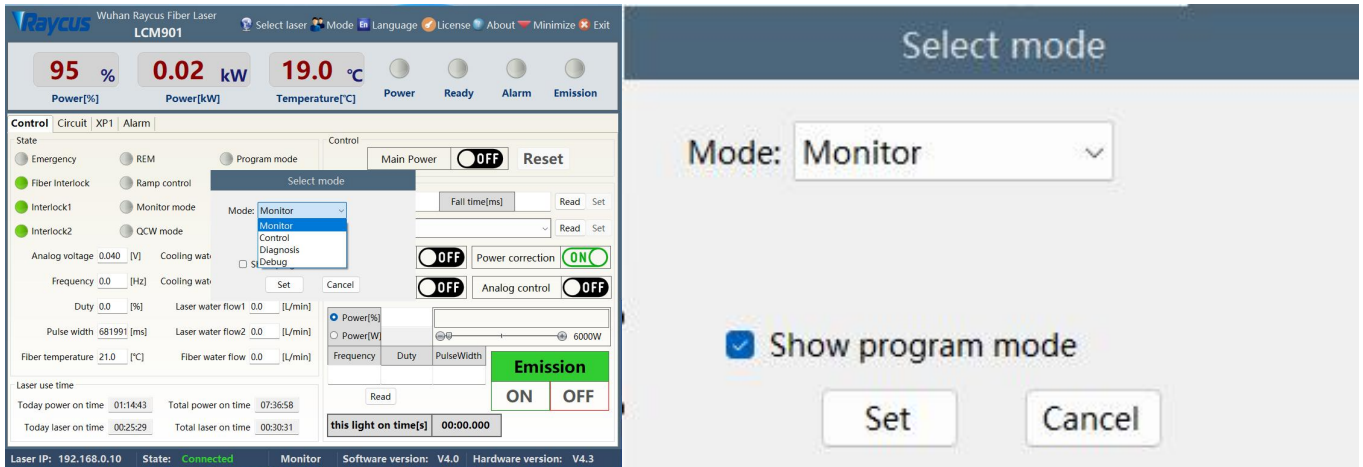 Raycus
Wuhan Raycus Fiber Laser
LCM901
Select laser Mode En Language License About Minimize Exit
95 % 0.02 kW 19.0 ℃
Power[%] Power[kW] Temperature[℃] Power Ready Alarm Emission
Control Circuit XP1 Alarm
State Control
Emergency REM Program mode Main Power OFF Reset
Fiber Interlock Ramp control Select mode
Fall time[ms] Read Set
Interlock1 Monitor mode Mode: Monitor
Monitor Read Set
Interlock2 QCW mode Control
Diagnosis
Analog voltage 0.040 [V] Debug OFF Power correction ON
Frequency 0.0 [Hz] Set Cancel OFF Analog control OFF
Duty 0.0 [%] Laser water flow1 0.0 [L/min]
Power[%]
Pulse width 681991 [ms] Laser water flow2 0.0 [L/min] Power[W] 6000W
Fiber temperature 21.0 [℃] Fiber water flow 0.0 [L/min] Frequency Duty PulseWidth Emission
Laser use time
Read ON OFF
Today power on time 01:14:43 Total power on time 07:36:58
Today laser on time 00:25:29 Total laser on time 00:30:31 this light on time[s] 00:00.000
Laser IP: 192.168.0.10 State: Connected Monitor Software version: V4.0 Hardware version: V4.3
Select mode
Mode: Monitor
Show program mode
Set Cancel